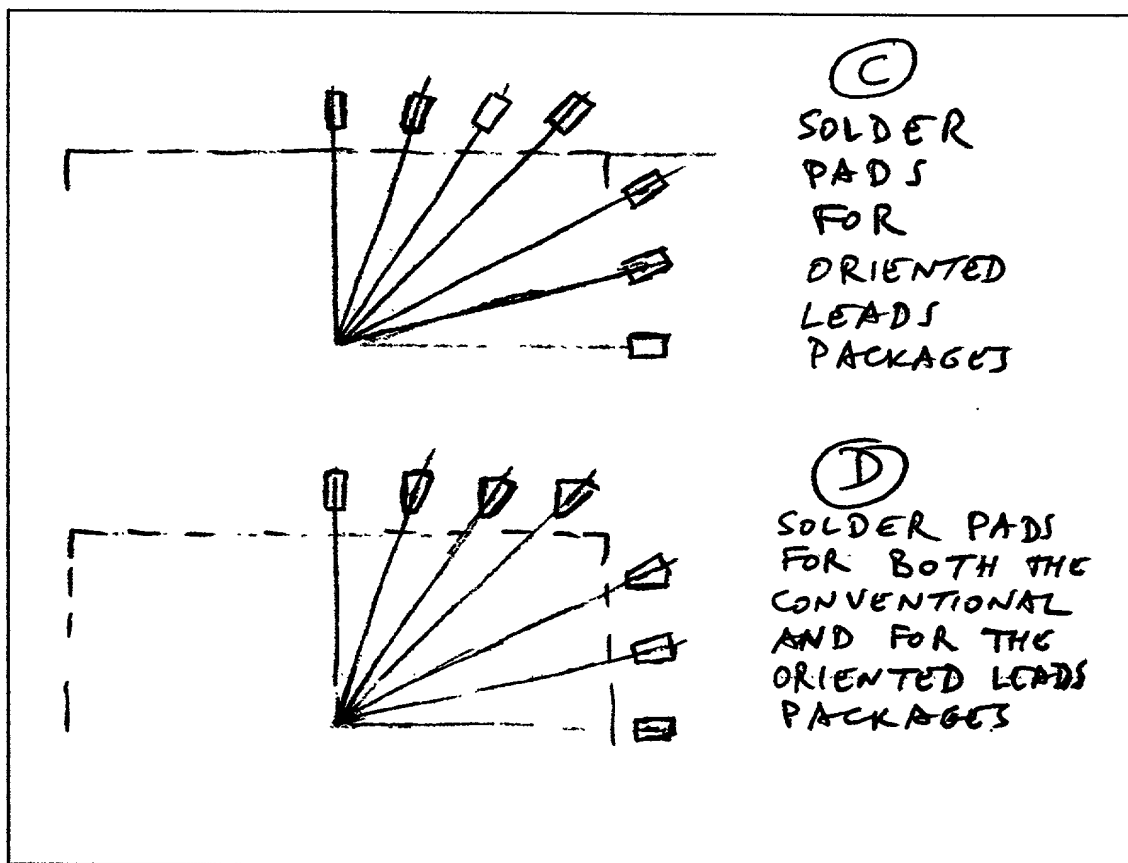 C
SOLDER
PADS
FOR
ORIENTED
LEADS
PACKAGES
D
SOLDER PADS
FOR BOTH THE
CONVENTIONAL
AND FOR THE
ORIENTED LEADS
PACKAGES